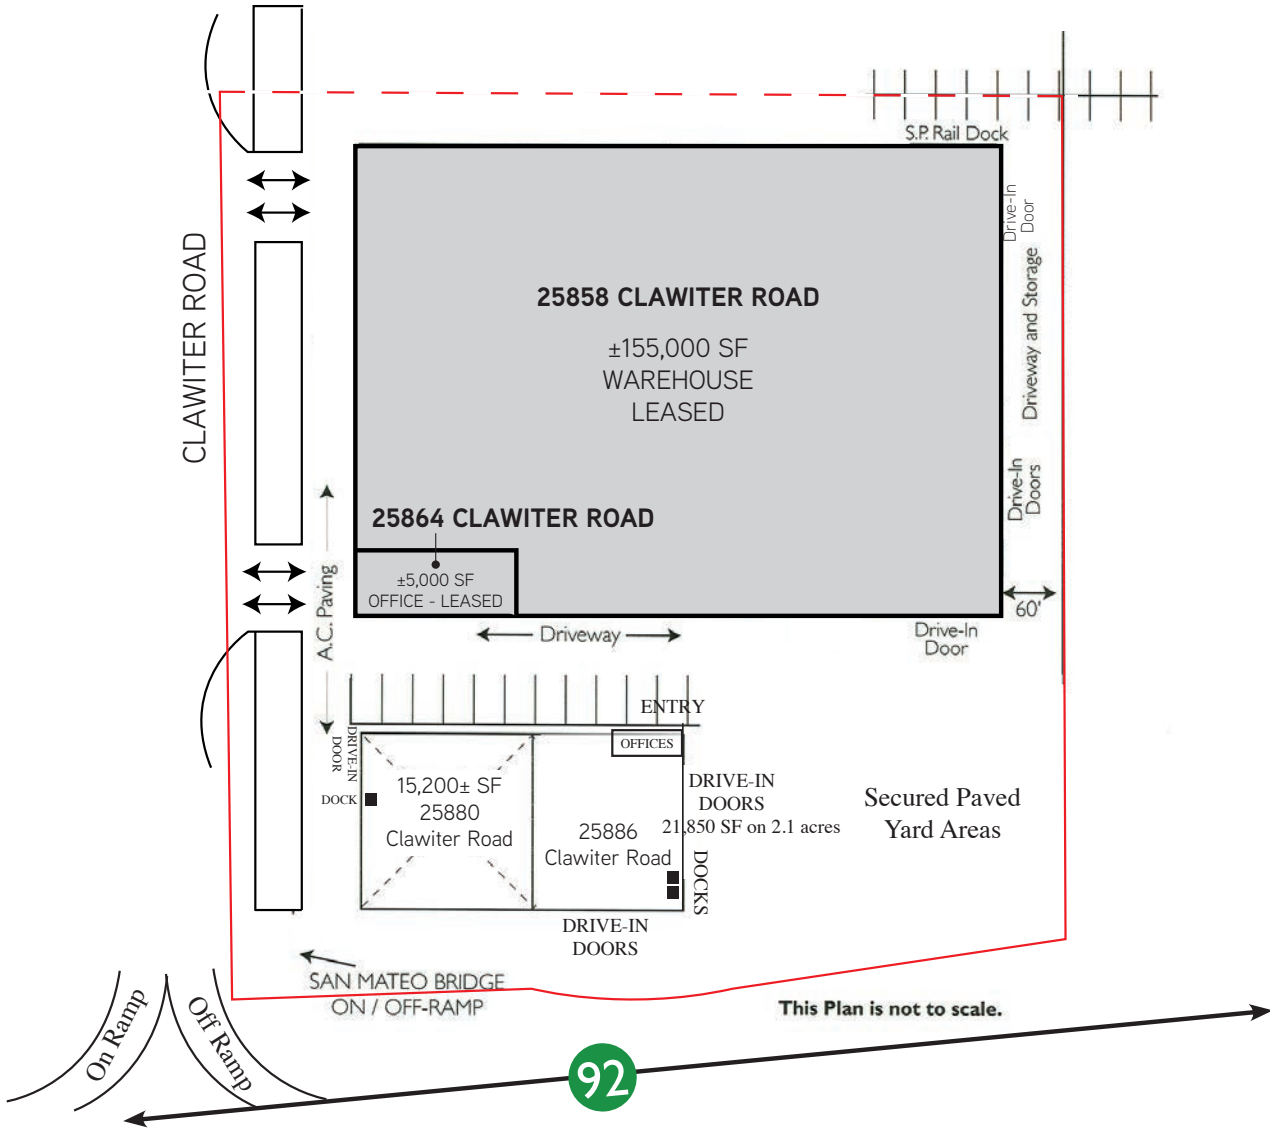 S.P. Rail Dock
Drive-In
Door
CLAWITER ROAD
Driveway and Storage
25858 CLAWITER ROAD
±155,000 SF
WAREHOUSE
LEASED
Drive-In
Doors
25864 CLAWITER ROAD
±5,000 SF
OFFICE - LEASED
A.C. Paving
60'
Driveway
Drive-In
Door
ENTRY
OFFICES
DRIVE-IN
DOOR
DOCK
15,200± SF
25880
Clawiter Road
25886
Clawiter Road
DRIVE-IN
DOORS
21,850 SF on 2.1 acres
DOCKS
DRIVE-IN
DOORS
Secured Paved
Yard Areas
SAN MATEO BRIDGE
ON / OFF-RAMP
This Plan is not to scale.
On Ramp
Off Ramp
92